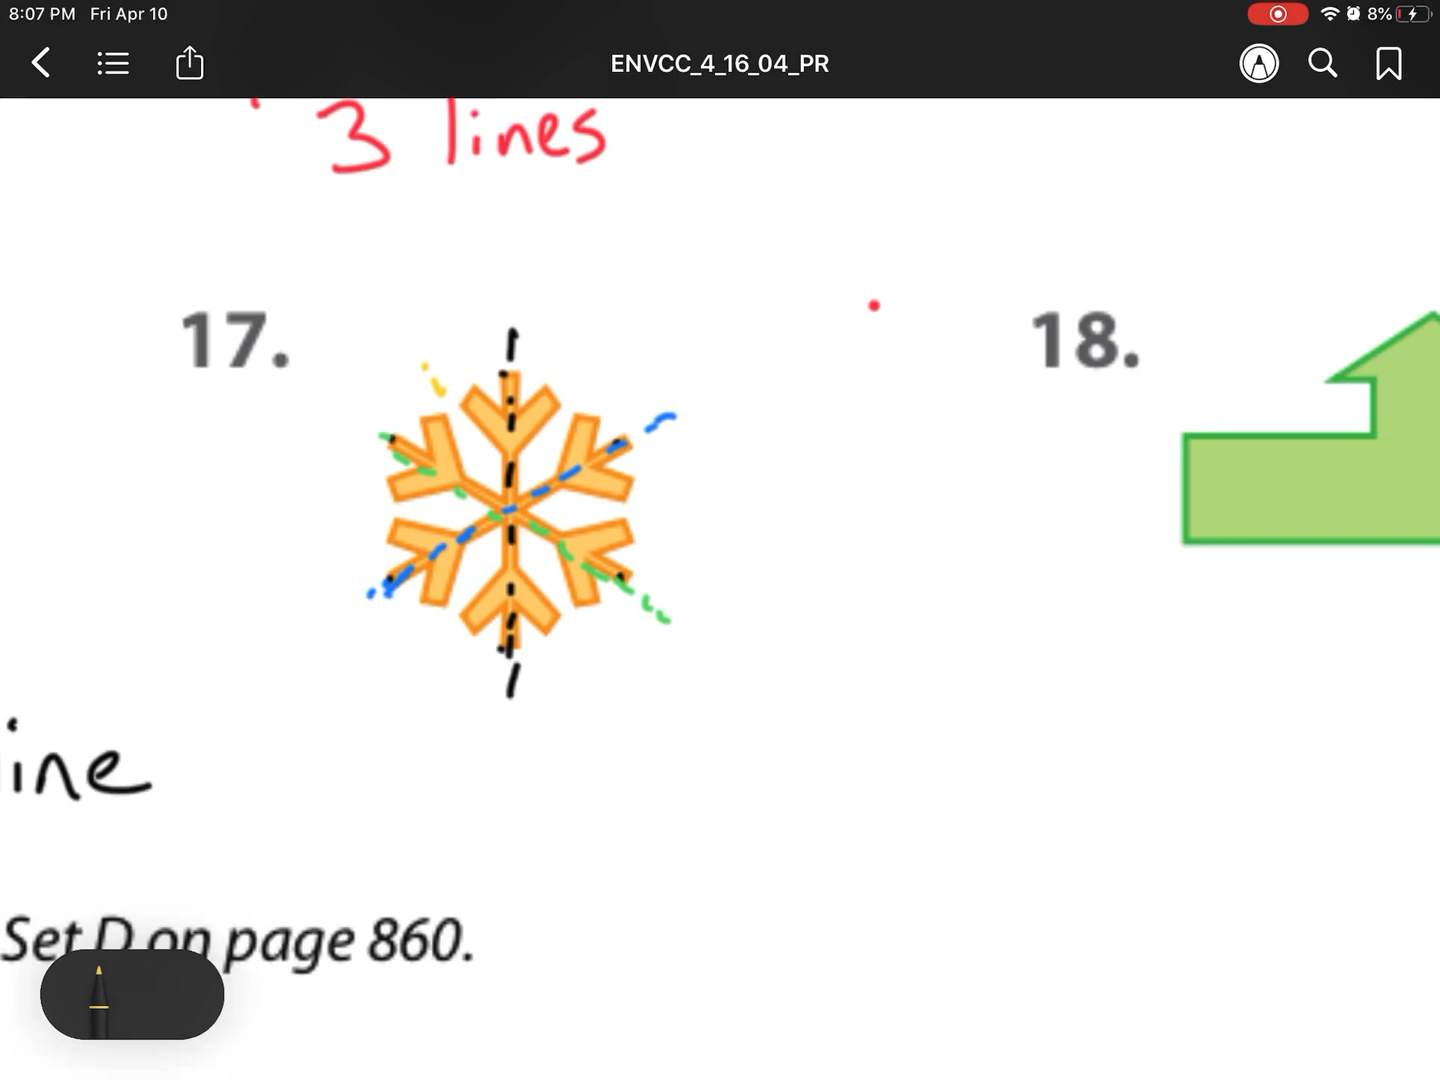 8:07 PM Fri Apr 10
8%
ENVCC_4_16_04_PR
3 lines
17.
18.
ine
Set D on page 860.